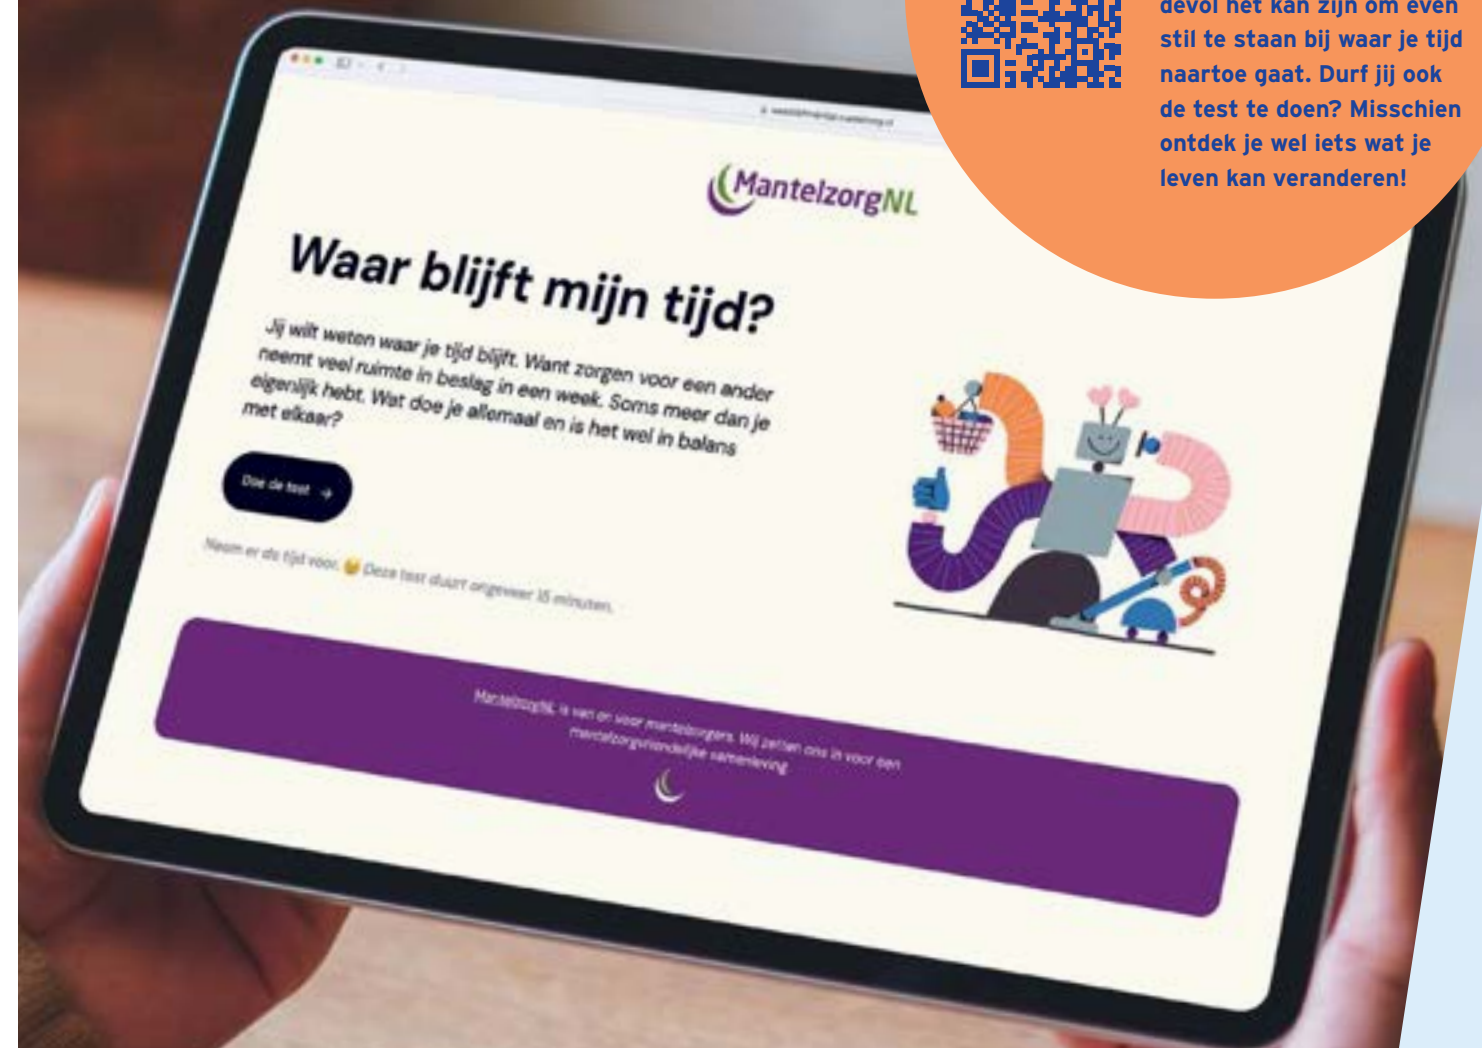 devol het kan zijn om even
stil te staan bij waar je tijd
naartoe gaat. Durf jij ook
de test te doen? Misschien
ontdek je wel iets wat je
leven kan veranderen!
MantelzorgNL
Waar blijft mijn tijd?
Jij wilt weten waar je tijd blijft. Want zorgen voor een ander
neemt veel ruimte in beslag in een week. Soms meer dan je
eigenlijk hebt. Wat doe je allemaal en is het wel in balans
met elkaar?
Doe de test →
Neem er de tijd voor. 😉 Deze test duurt ongeveer 15 minuten.
MantelzorgNL is van en voor mantelzorgers. Wij zetten ons in voor een
mantelzorgvriendelijke samenleving